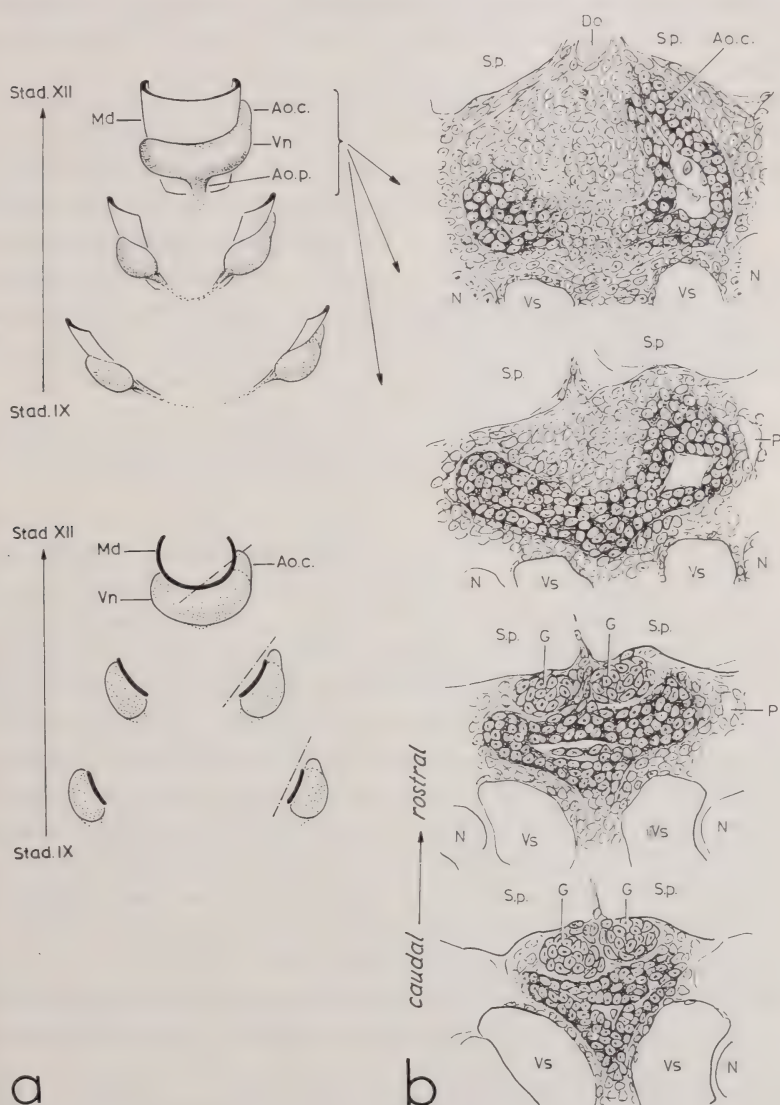 Stad. XII
Md
Ao.c.
Vn
Ao.p.
Stad. IX
Stad XII
Md
Ao.c.
Vn
Stad. IX
a
Do
S.p.
S.p.
Ao.c.
N
Vs
Vs
N
S.p.
S.p.
P
N
Vs
Vs
N
S.p.
G
G
S.p.
P
N
Vs
Vs
N
S.p.
G
G
S.p.
Vs
Vs
N
caudal
rostral
b